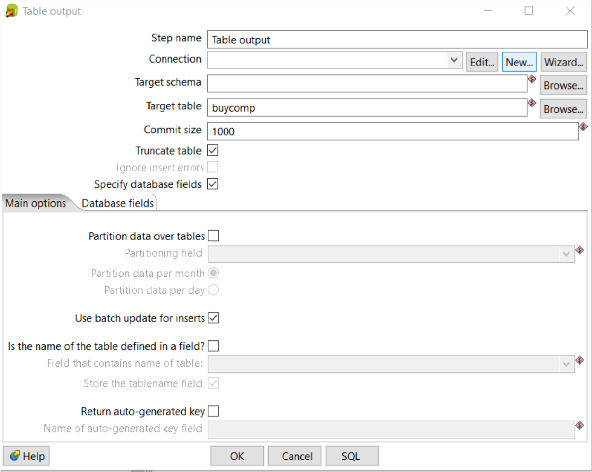 Table output
Step name Table output
Connection Edit... New... Wizard...
Target schema Browse...
Target table buycomp Browse...
Commit size 1000
Truncate table
Ignore insert errors
Specify database fields
Main options Database fields
Partition data over tables
Partitioning field
Partition data per month
Partition data per day
Use batch update for inserts
Is the name of the table defined in a field?
Field that contains name of table:
Store the tablename field
Return auto-generated key
Name of auto-generated key field
Help OK Cancel SQL